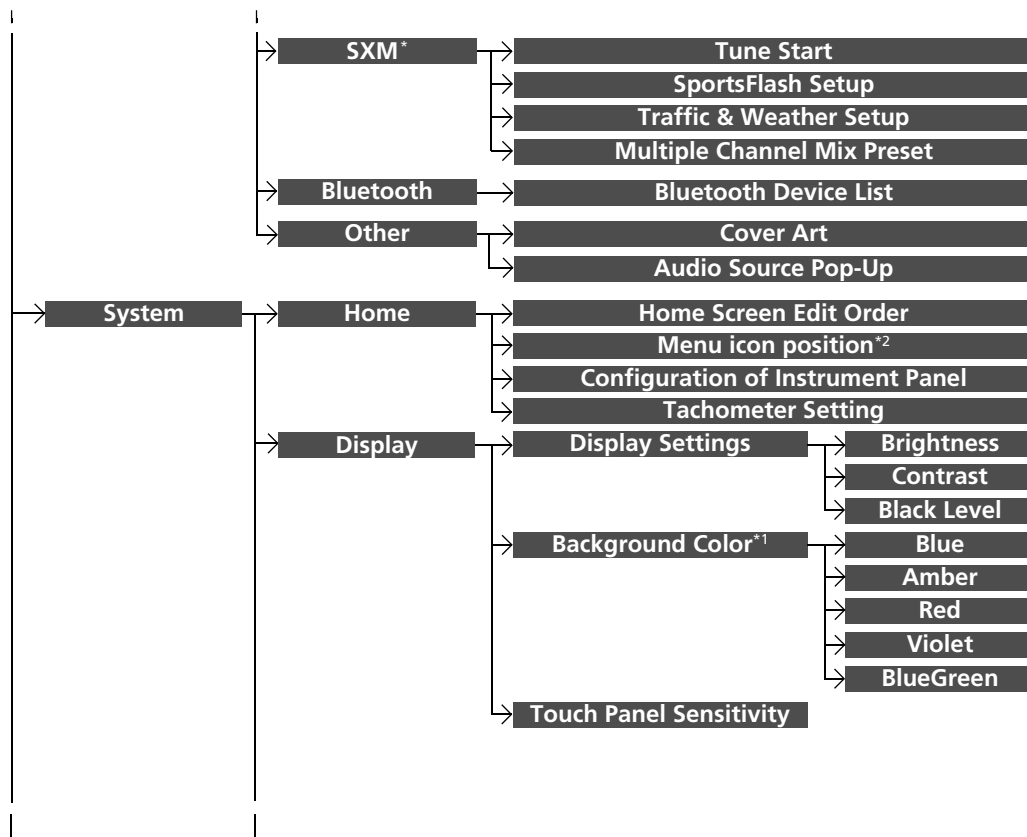 SXM*
Tune Start
SportsFlash Setup
Traffic & Weather Setup
Multiple Channel Mix Preset
Bluetooth
Bluetooth Device List
Other
Cover Art
Audio Source Pop-Up
System
Home
Home Screen Edit Order
Menu icon position*2
Configuration of Instrument Panel
Tachometer Setting
Display
Display Settings
Brightness
Contrast
Black Level
Background Color*1
Blue
Amber
Red
Violet
BlueGreen
Touch Panel Sensitivity